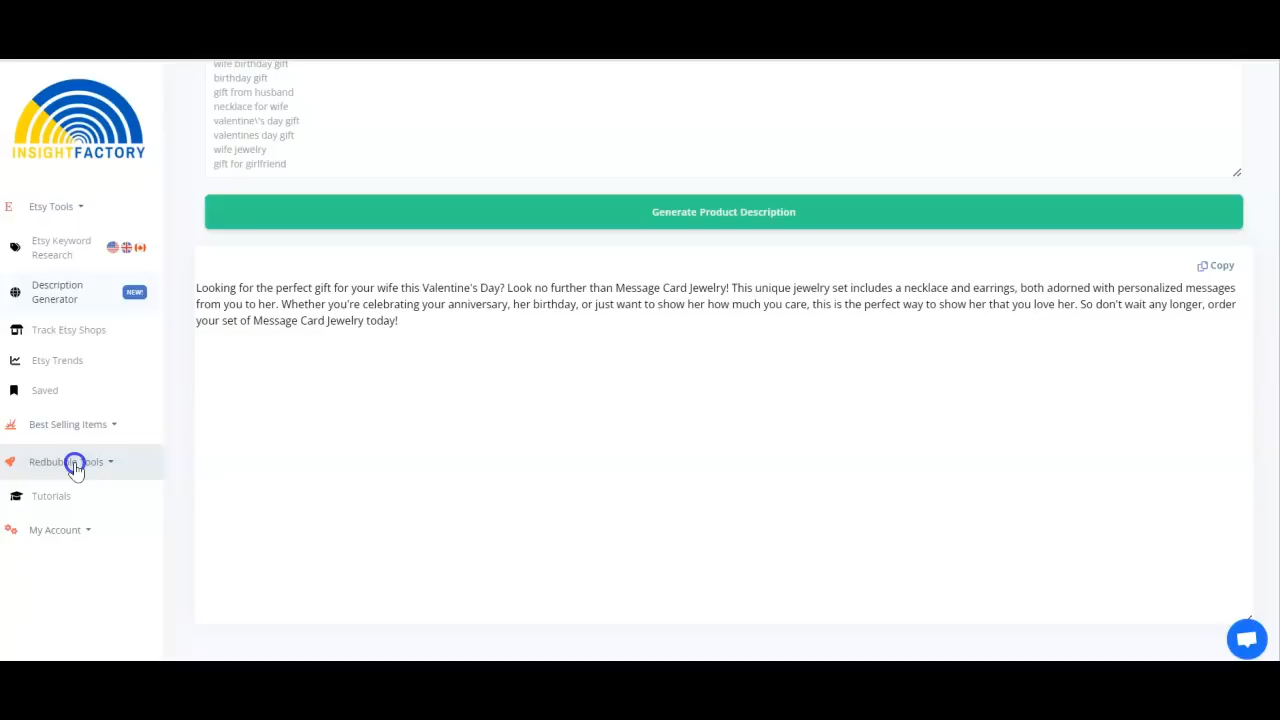 INSIGHTFACTORY
E Etsy Tools
Etsy Keyword
Research
Description
Generator
NEW!
Track Etsy Shops
Etsy Trends
Saved
Best Selling Items
Tools
Tutorials
My Account
wife birthday gift
birthday gift
gift from husband
necklace for wife
valentine\'s day gift
valentines day gift
wife jewelry
gift for girlfriend
Generate Product Description
Copy
Looking for the perfect gift for your wife this Valentine's Day? Look no further than Message Card Jewelry! This unique jewelry set includes a necklace and earrings, both adorned with personalized messages
from you to her. Whether you're celebrating your anniversary, her birthday, or just want to show her how much you care, this is the perfect way to show her that you love her. So don't wait any longer, order
your set of Message Card Jewelry today!